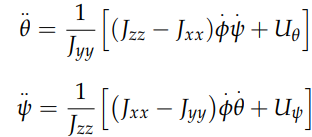 θ̈ = 1/J_yy [(J_zz − J_xx)φ̇ψ̇ + U_θ]
ψ̈ = 1/J_zz [(J_xx − J_yy)φ̇θ̇ + U_ψ]